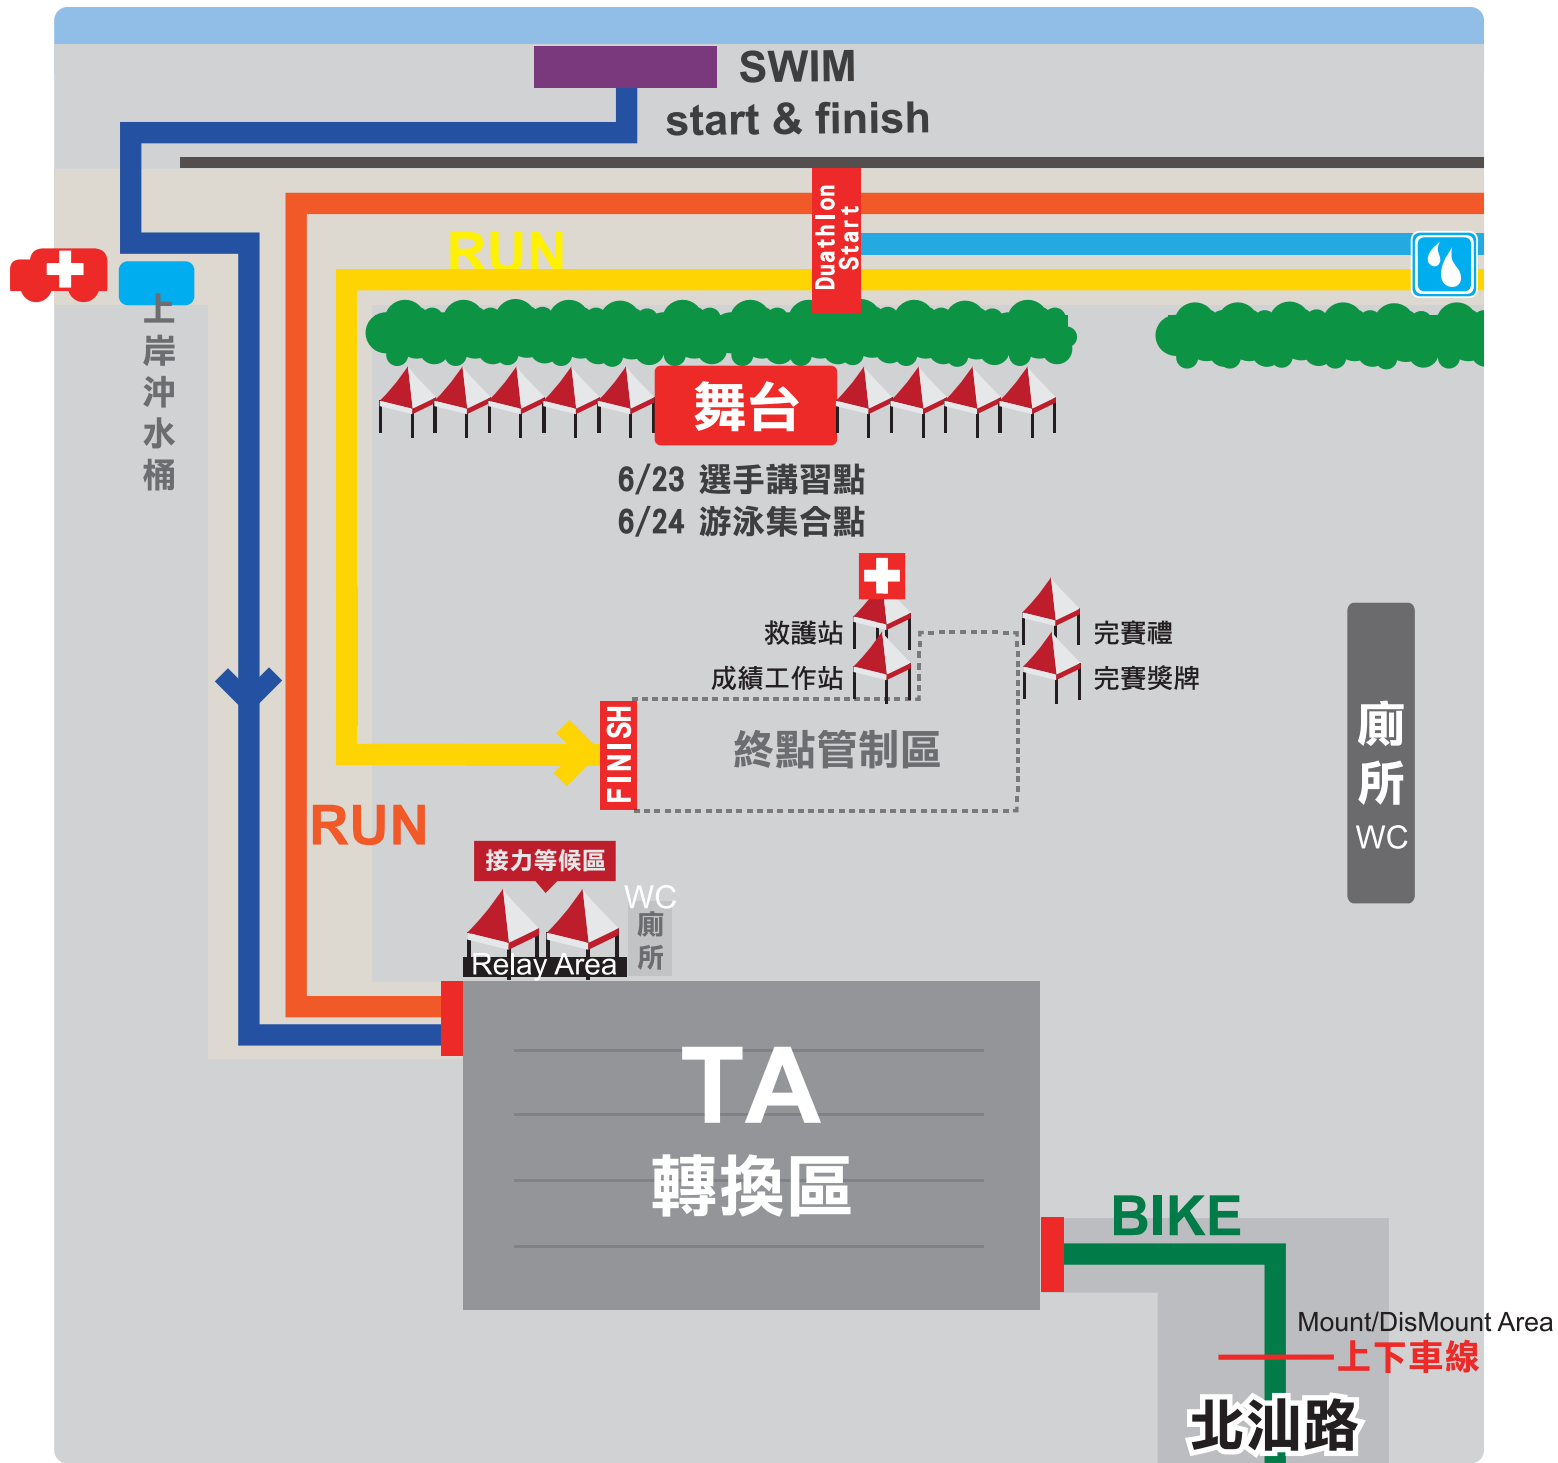 SWIM
start & finish
Duathlon
Start
RUN
上岸沖水桶
舞台
6/23 選手講習點
6/24 游泳集合點
救護站
完賽禮
成績工作站
完賽獎牌
FINISH
終點管制區
廁所
WC
RUN
接力等候區
WC
廁所
Relay Area
TA
轉換區
BIKE
Mount/DisMount Area
上下車線
北汕路